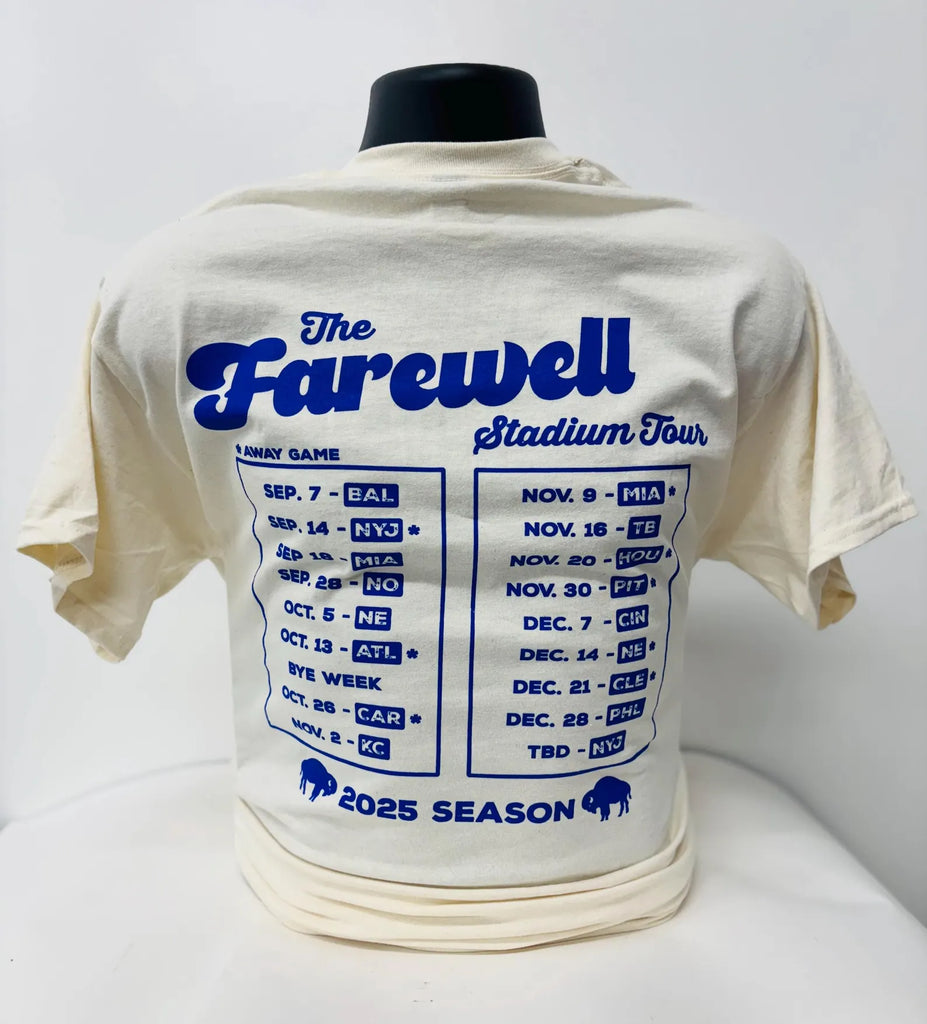 The
Farewell
Stadium Tour
* AWAY GAME
SEP. 7 - BAL
SEP. 14 - NYJ *
SEP 18 - MIA
SEP. 28 - NO
OCT. 5 - NE
OCT. 13 - ATL *
BYE WEEK
OCT. 26 - CAR *
NOV. 2 - KC
NOV. 9 - MIA *
NOV. 16 - TB
NOV. 20 - HOU *
NOV. 30 - PIT *
DEC. 7 - CIN
DEC. 14 - NE *
DEC. 21 - CLE *
DEC. 28 - PHL
TBD - NYJ
2025 SEASON